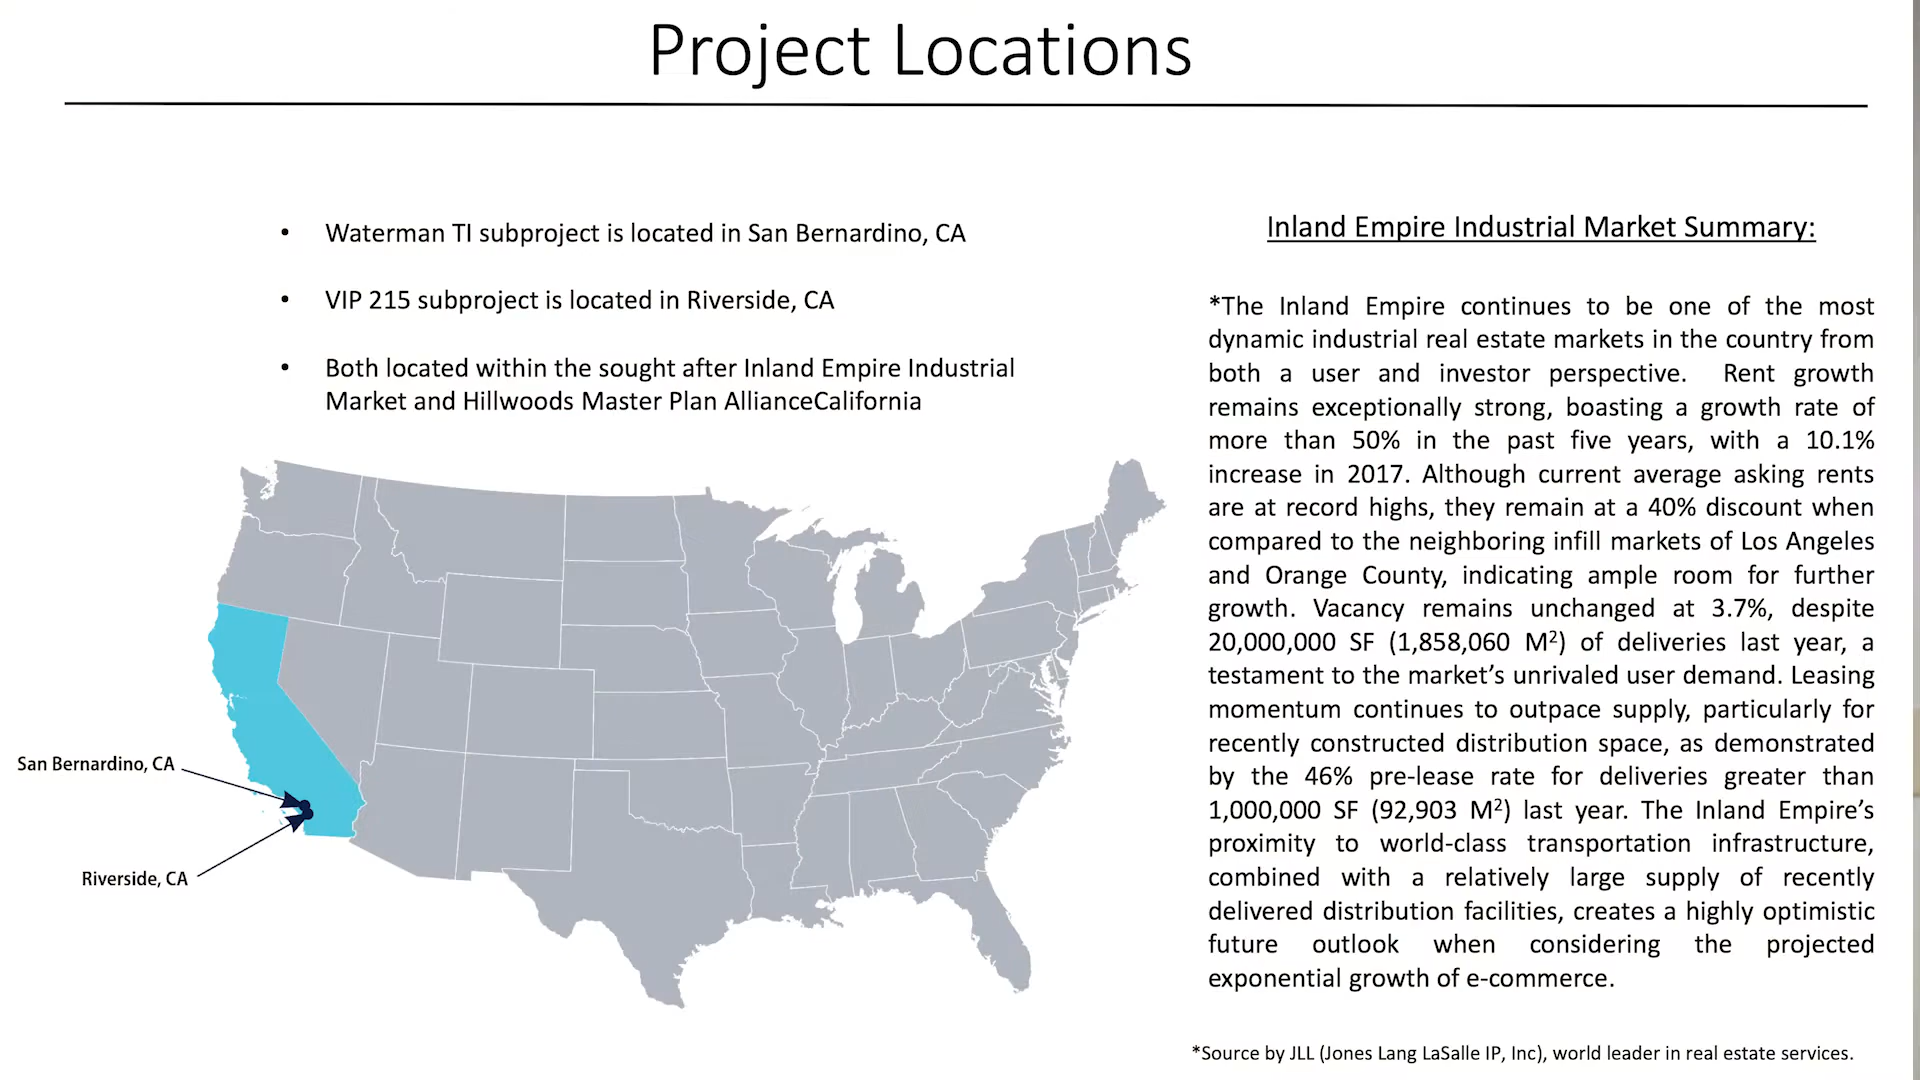 Project Locations
• Waterman TI subproject is located in San Bernardino, CA
• VIP 215 subproject is located in Riverside, CA
• Both located within the sought after Inland Empire Industrial
Market and Hillwoods Master Plan AllianceCalifornia
San Bernardino, CA
Riverside, CA
Inland Empire Industrial Market Summary:
*The Inland Empire continues to be one of the most
dynamic industrial real estate markets in the country from
both a user and investor perspective. Rent growth
remains exceptionally strong, boasting a growth rate of
more than 50% in the past five years, with a 10.1%
increase in 2017. Although current average asking rents
are at record highs, they remain at a 40% discount when
compared to the neighboring infill markets of Los Angeles
and Orange County, indicating ample room for further
growth. Vacancy remains unchanged at 3.7%, despite
20,000,000 SF (1,858,060 M²) of deliveries last year, a
testament to the market’s unrivaled user demand. Leasing
momentum continues to outpace supply, particularly for
recently constructed distribution space, as demonstrated
by the 46% pre-lease rate for deliveries greater than
1,000,000 SF (92,903 M²) last year. The Inland Empire’s
proximity to world-class transportation infrastructure,
combined with a relatively large supply of recently
delivered distribution facilities, creates a highly optimistic
future outlook when considering the projected
exponential growth of e-commerce.
*Source by JLL (Jones Lang LaSalle IP, Inc), world leader in real estate services.